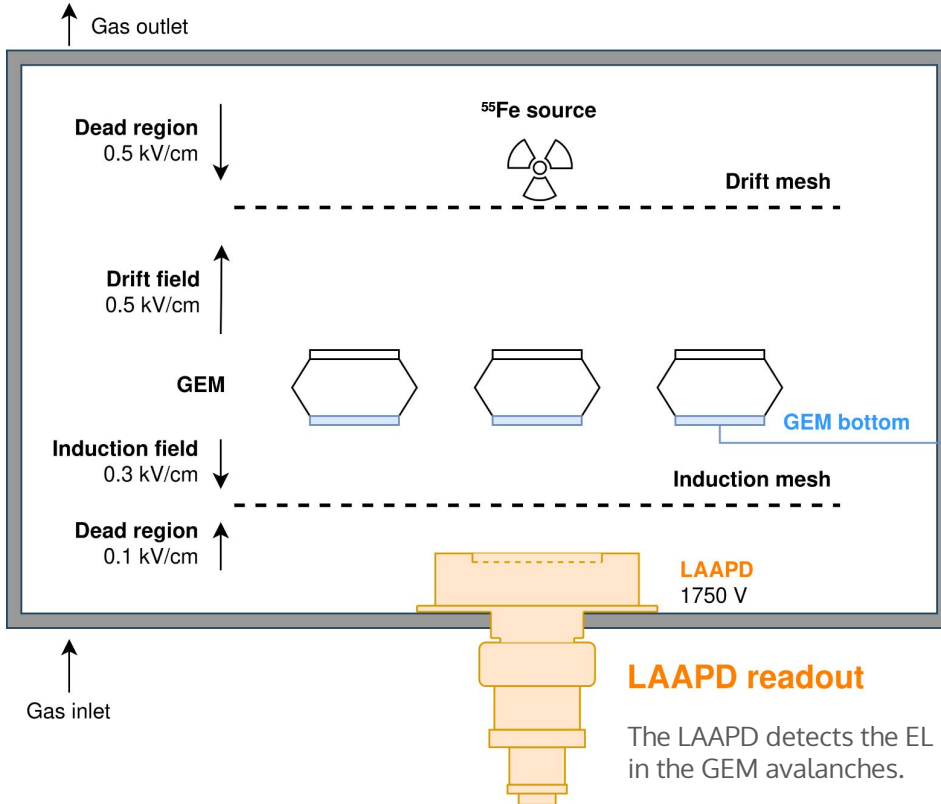 Gas outlet
⁵⁵Fe source
Dead region
0.5 kV/cm
Drift mesh
Drift field
0.5 kV/cm
GEM
GEM bottom
Induction field
0.3 kV/cm
Induction mesh
Dead region
0.1 kV/cm
LAAPD
1750 V
Gas inlet
LAAPD readout
The LAAPD detects the EL
in the GEM avalanches.